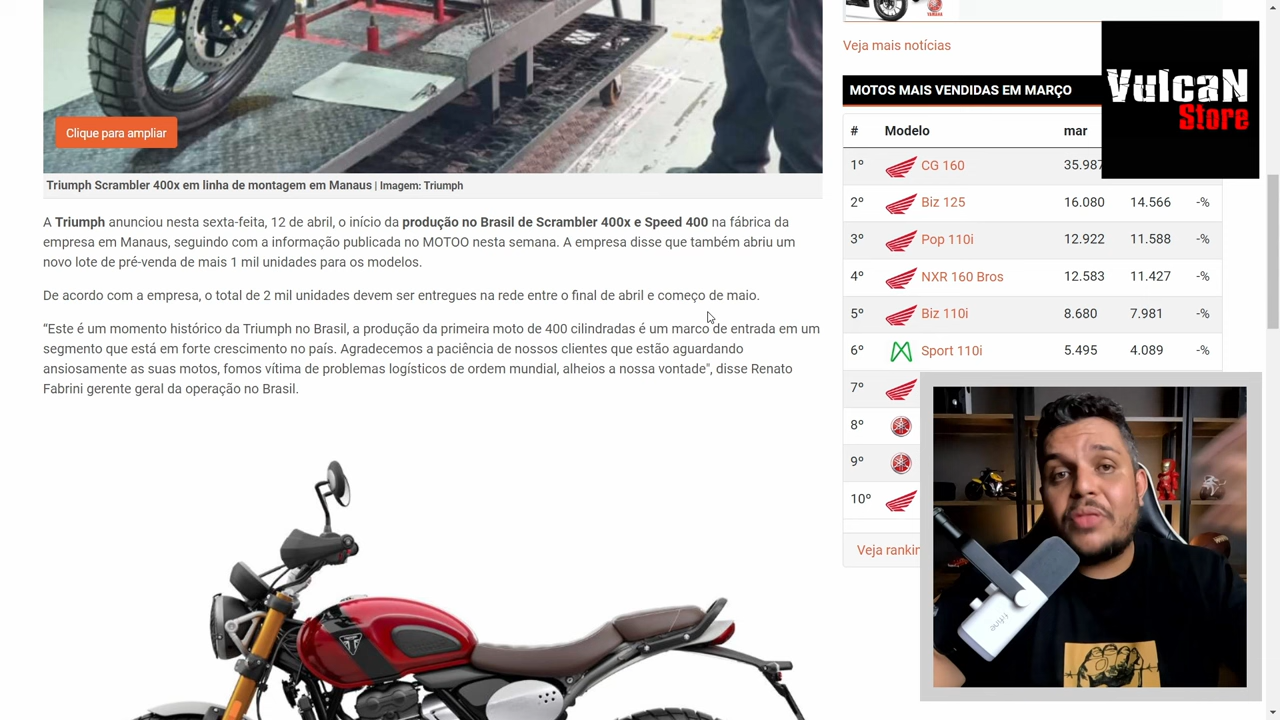 Clique para ampliar
Triumph Scrambler 400x em linha de montagem em Manaus | Imagem: Triumph
A Triumph anunciou nesta sexta-feira, 12 de abril, o início da produção no Brasil de Scrambler 400x e Speed 400 na fábrica da
empresa em Manaus, seguindo com a informação publicada no MOTOO nesta semana. A empresa disse que também abriu um
novo lote de pré-venda de mais 1 mil unidades para os modelos.
De acordo com a empresa, o total de 2 mil unidades devem ser entregues na rede entre o final de abril e começo de maio.
“Este é um momento histórico da Triumph no Brasil, a produção da primeira moto de 400 cilindradas é um marco de entrada em um
segmento que está em forte crescimento no país. Agradecemos a paciência de nossos clientes que estão aguardando
ansiosamente as suas motos, fomos vítima de problemas logísticos de ordem mundial, alheios a nossa vontade", disse Renato
Fabrini gerente geral da operação no Brasil.
Veja mais notícias
MOTOS MAIS VENDIDAS EM MARÇO
# Modelo mar
1º CG 160 35.987
2º Biz 125 16.080 14.566 -%
3º Pop 110i 12.922 11.588 -%
4º NXR 160 Bros 12.583 11.427 -%
5º Biz 110i 8.680 7.981 -%
6º Sport 110i 5.495 4.089 -%
7º
8º
9º
10º
Veja rankin
VulcaN
Store